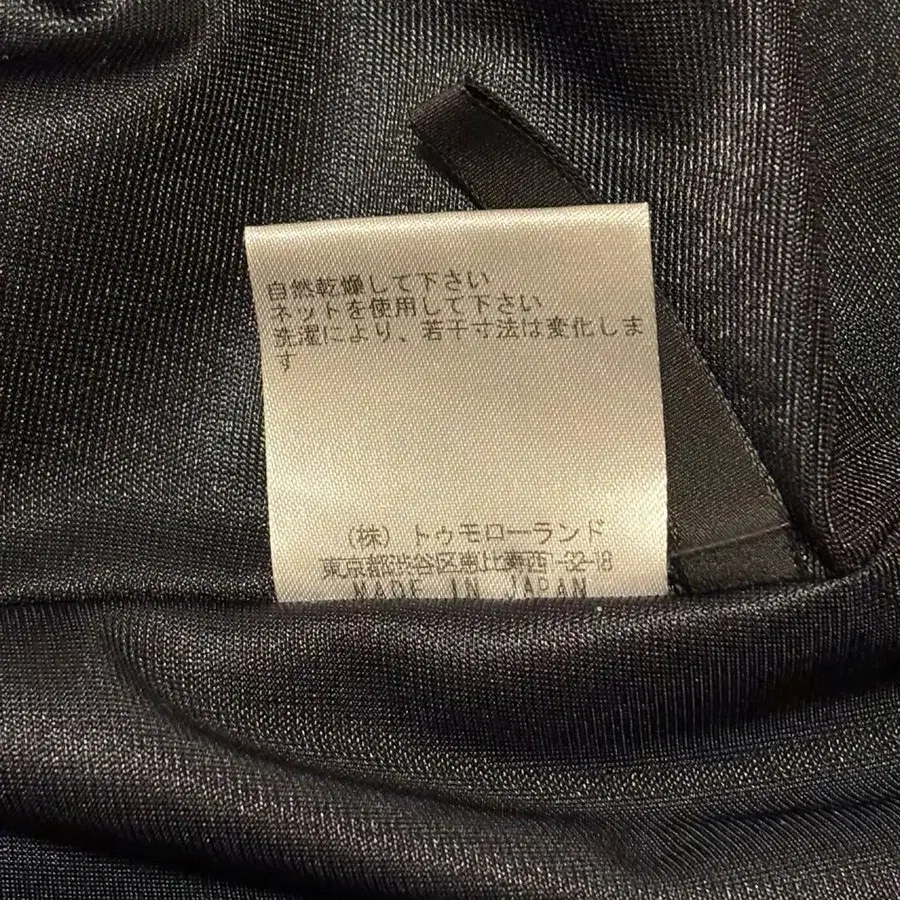 自然乾燥して下さい
ネットを使用して下さい
洗濯により、若干寸法は変化しま
す
(株) トゥモローランド
東京都渋谷区恵比寿西1-32-18
MADE IN JAPAN